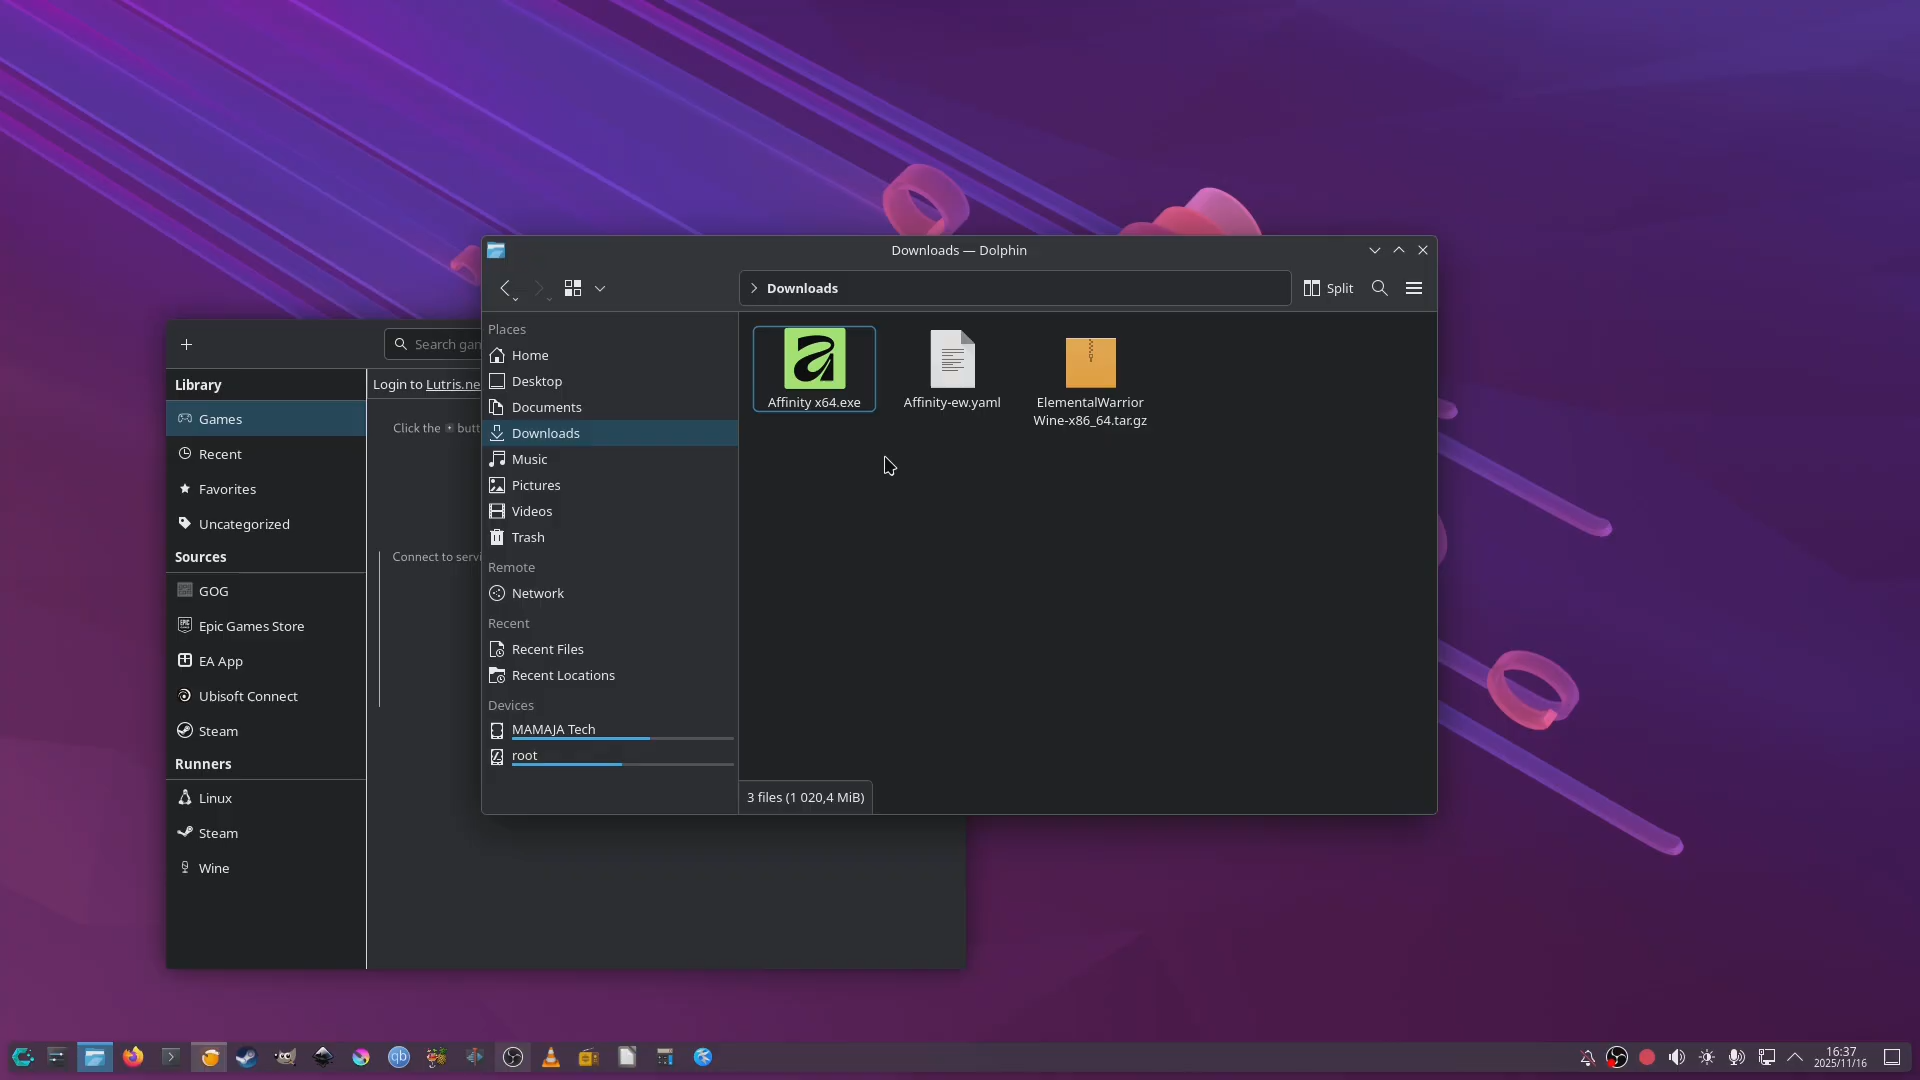 Downloads — Dolphin
Downloads
Split
Places
Home
Desktop
Documents
Downloads
Music
Pictures
Videos
Trash
Remote
Network
Recent
Recent Files
Recent Locations
Devices
MAMAJA Tech
root
Affinity x64.exe
Affinity-ew.yaml
ElementalWarrior
Wine-x86_64.tar.gz
3 files (1 020,4 MiB)
Search gam
Library
Login to Lutris.ne
Games
Click the
butt
Recent
Favorites
Uncategorized
Sources
Connect to servi
GOG
Epic Games Store
EA App
Ubisoft Connect
Steam
Runners
Linux
Steam
Wine
16:37
2025/11/16